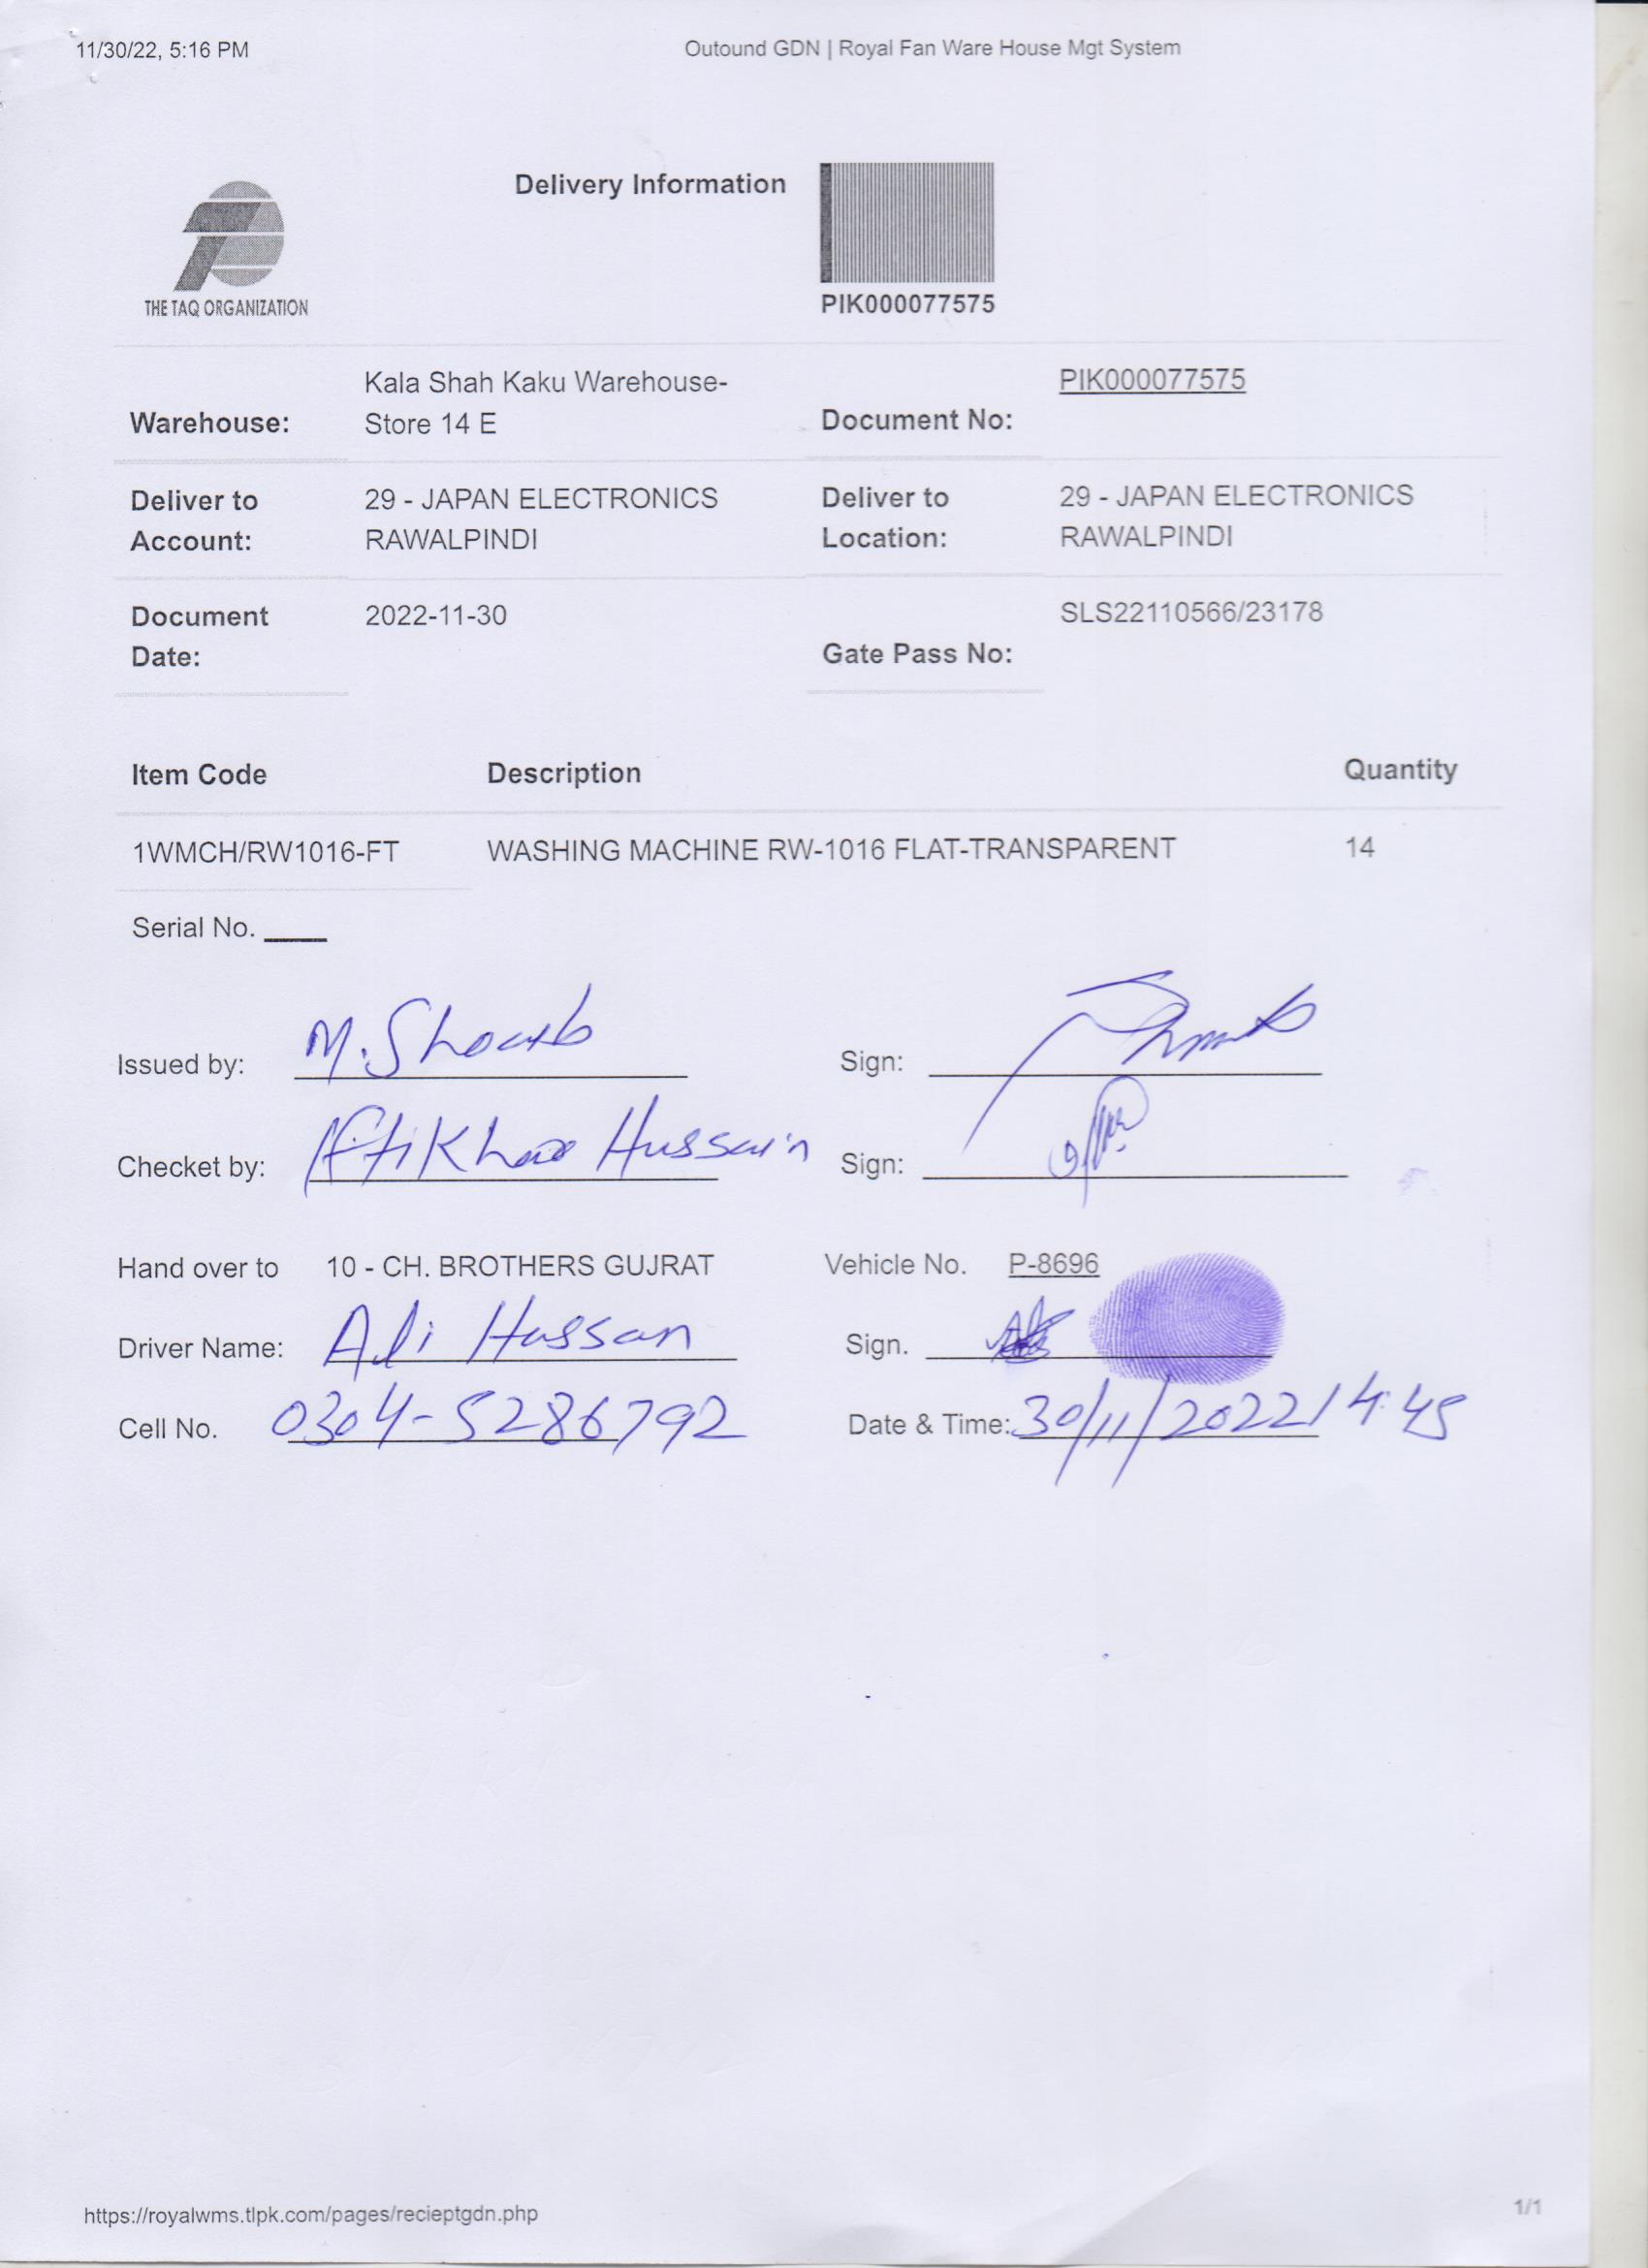 11/30/22, 5:16 PM Outound GDN | Royal Fan Ware House Mgt System
Delivery Information
THE TAQ ORGANIZATION
PIK000077575
Warehouse: Kala Shah Kaku Warehouse-
Store 14 E
Document No: PIK000077575
Deliver to
Account: 29 - JAPAN ELECTRONICS
RAWALPINDI
Deliver to
Location: 29 - JAPAN ELECTRONICS
RAWALPINDI
Document
Date: 2022-11-30
Gate Pass No: SLS22110566/23178
Item Code Description Quantity
1WMCH/RW1016-FT WASHING MACHINE RW-1016 FLAT-TRANSPARENT 14
Serial No. ____
Issued by: M. Shoaib Sign:
Checket by: Iftikhar Hussain Sign:
Hand over to 10 - CH. BROTHERS GUJRAT Vehicle No. P-8696
Driver Name: Ali Hassan Sign.
Cell No. 0304-5286792 Date & Time: 30/11/2022/4:45
https://royalwms.tlpk.com/pages/recieptgdn.php 1/1